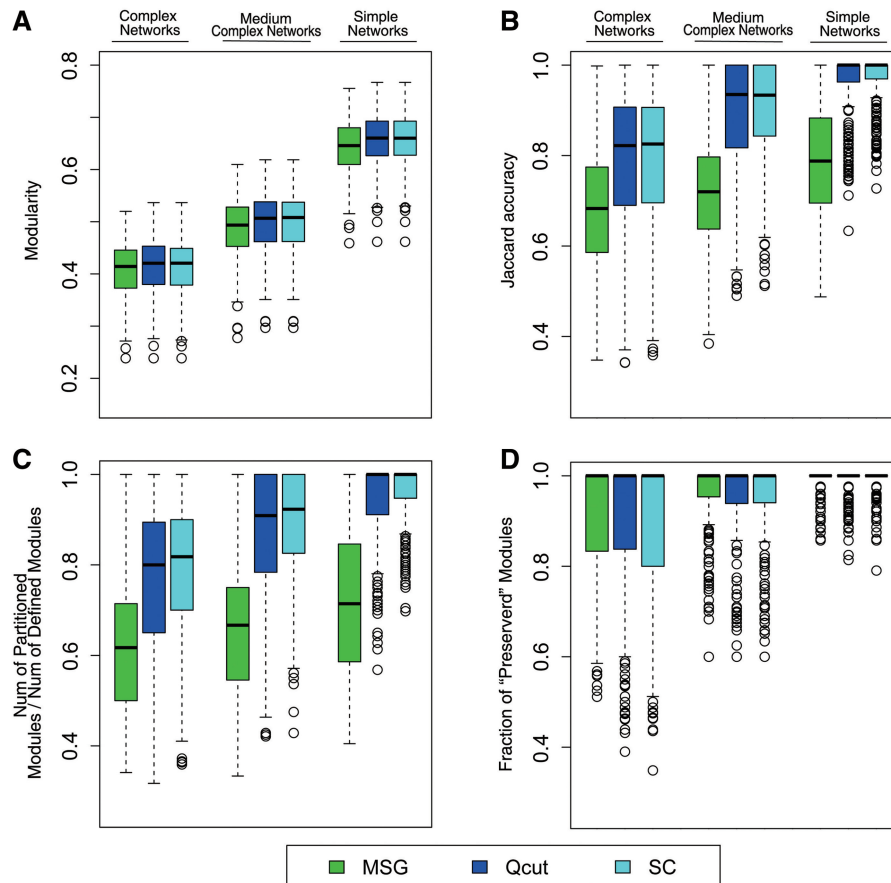 A
Complex
Networks
Medium
Complex Networks
Simple
Networks
Modularity
0.8
0.6
0.4
0.2
B
Complex
Networks
Medium
Complex Networks
Simple
Networks
Jaccard accuracy
1.0
0.8
0.6
0.4
C
Num of Partitioned
Modules / Num of Defined Modules
1.0
0.8
0.6
0.4
D
Fraction of “Preserverd” Modules
1.0
0.8
0.6
0.4
MSG Qcut SC